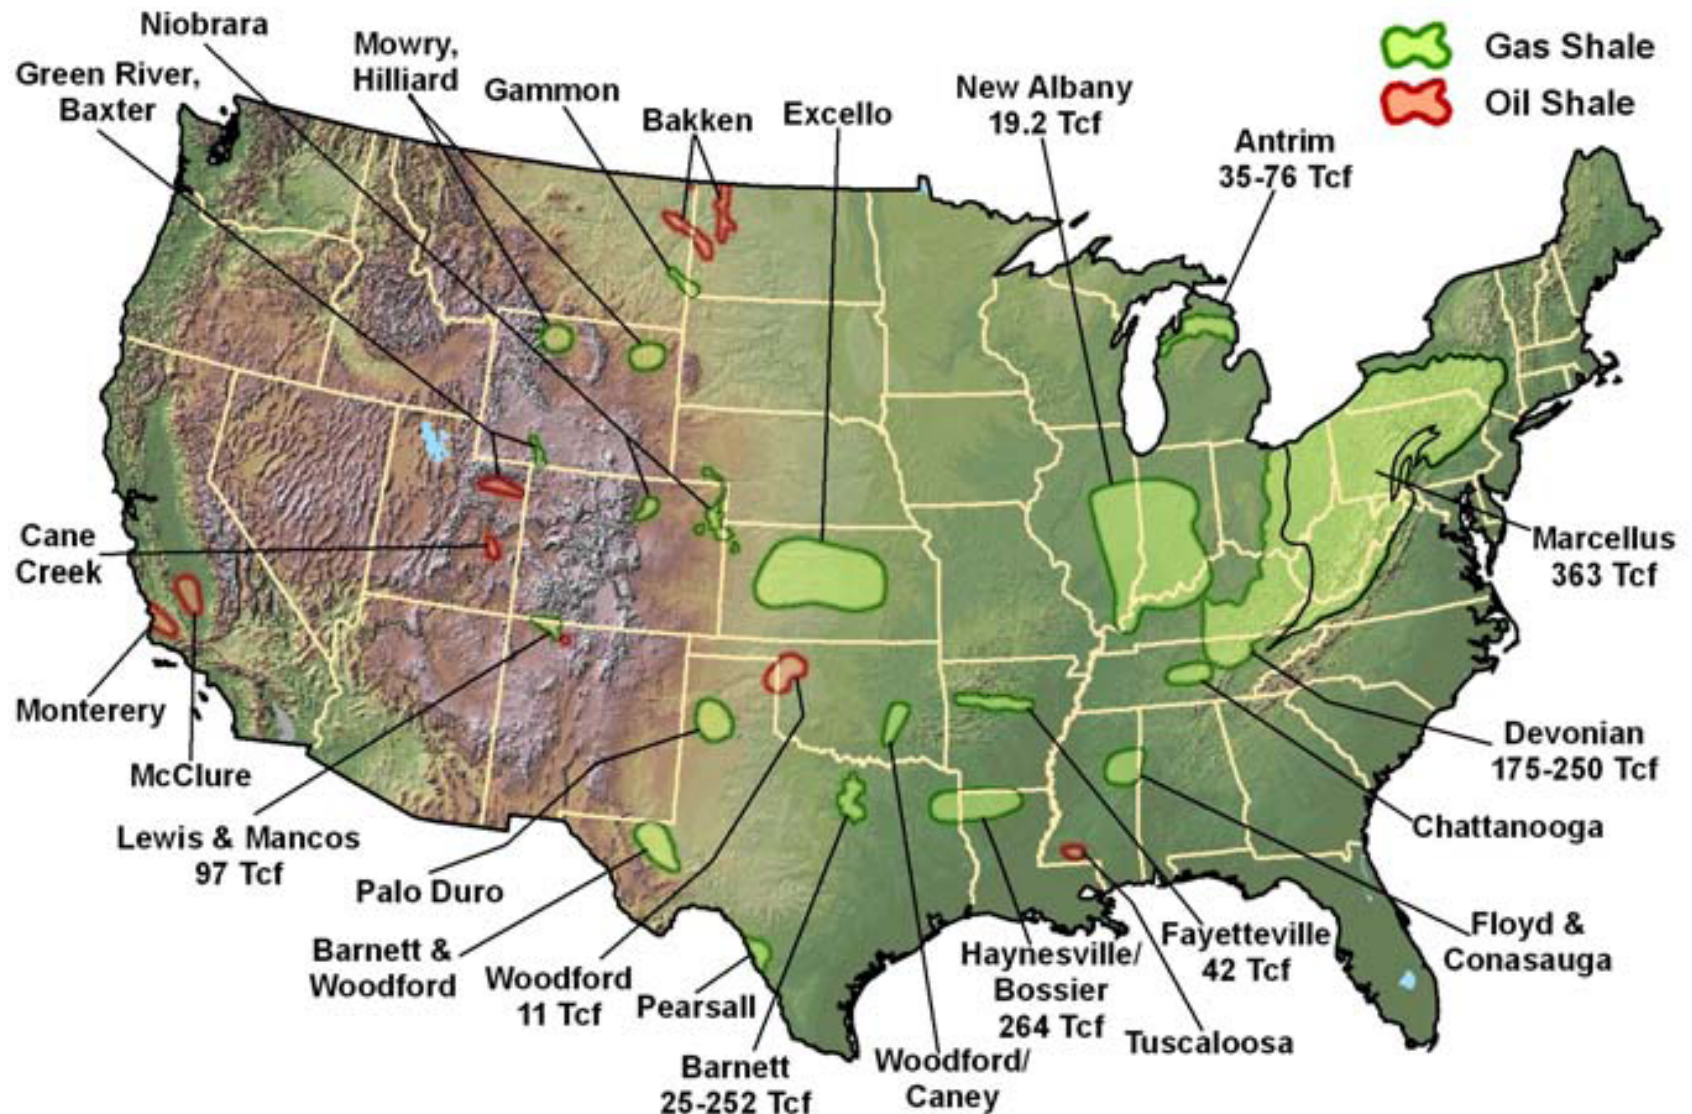 Niobrara
Green River,
Baxter
Mowry,
Hilliard
Gammon
Bakken
Excello
New Albany
19.2 Tcf
Antrim
35-76 Tcf
Gas Shale
Oil Shale
Cane
Creek
Marcellus
363 Tcf
Monterery
McClure
Devonian
175-250 Tcf
Lewis & Mancos
97 Tcf
Chattanooga
Palo Duro
Barnett &
Woodford
Woodford
11 Tcf
Pearsall
Barnett
25-252 Tcf
Woodford/
Caney
Haynesville/
Bossier
264 Tcf
Fayetteville
42 Tcf
Tuscaloosa
Floyd &
Conasauga